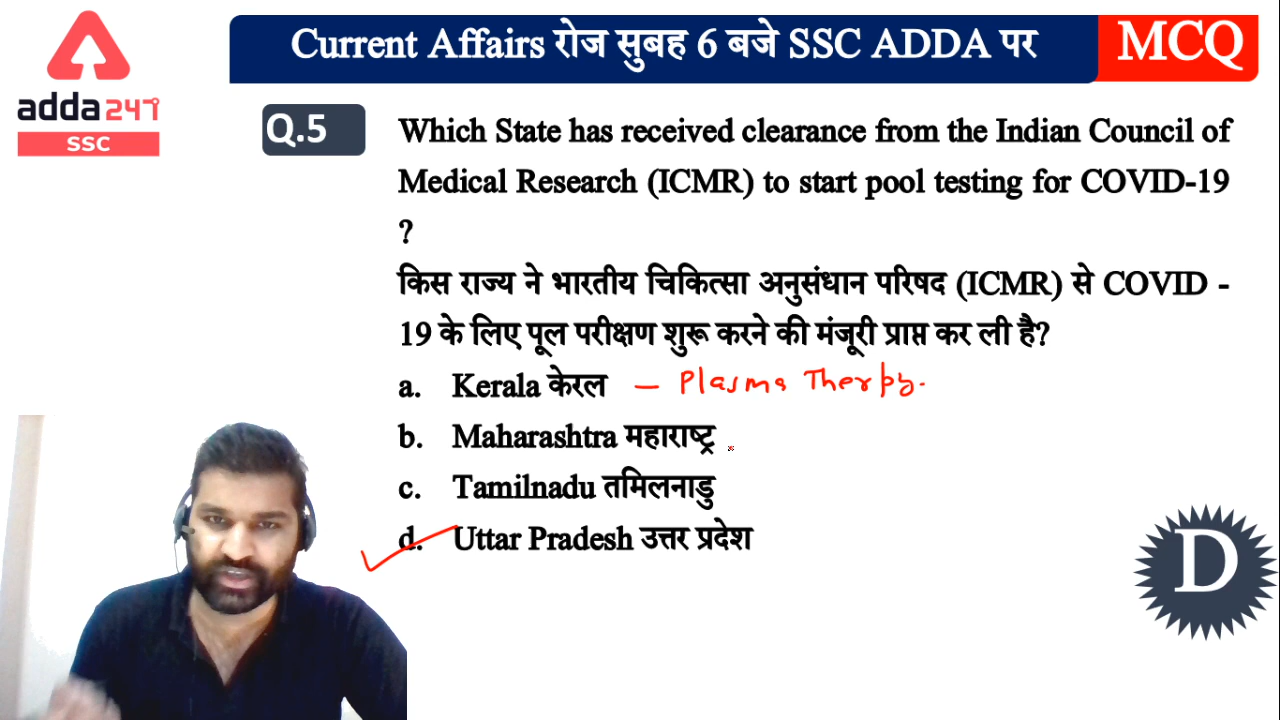 Current Affairs रोज सुबह 6 बजे SSC ADDA पर
MCQ
adda247
SSC
Q.5
Which State has received clearance from the Indian Council of
Medical Research (ICMR) to start pool testing for COVID-19
?
किस राज्य ने भारतीय चिकित्सा अनुसंधान परिषद (ICMR) से COVID -
19 के लिए पूल परीक्षण शुरू करने की मंजूरी प्राप्त कर ली है?
a. Kerala केरल – Plasma Therpy.
b. Maharashtra महाराष्ट्र
c. Tamilnadu तमिलनाडु
d. Uttar Pradesh उत्तर प्रदेश
D